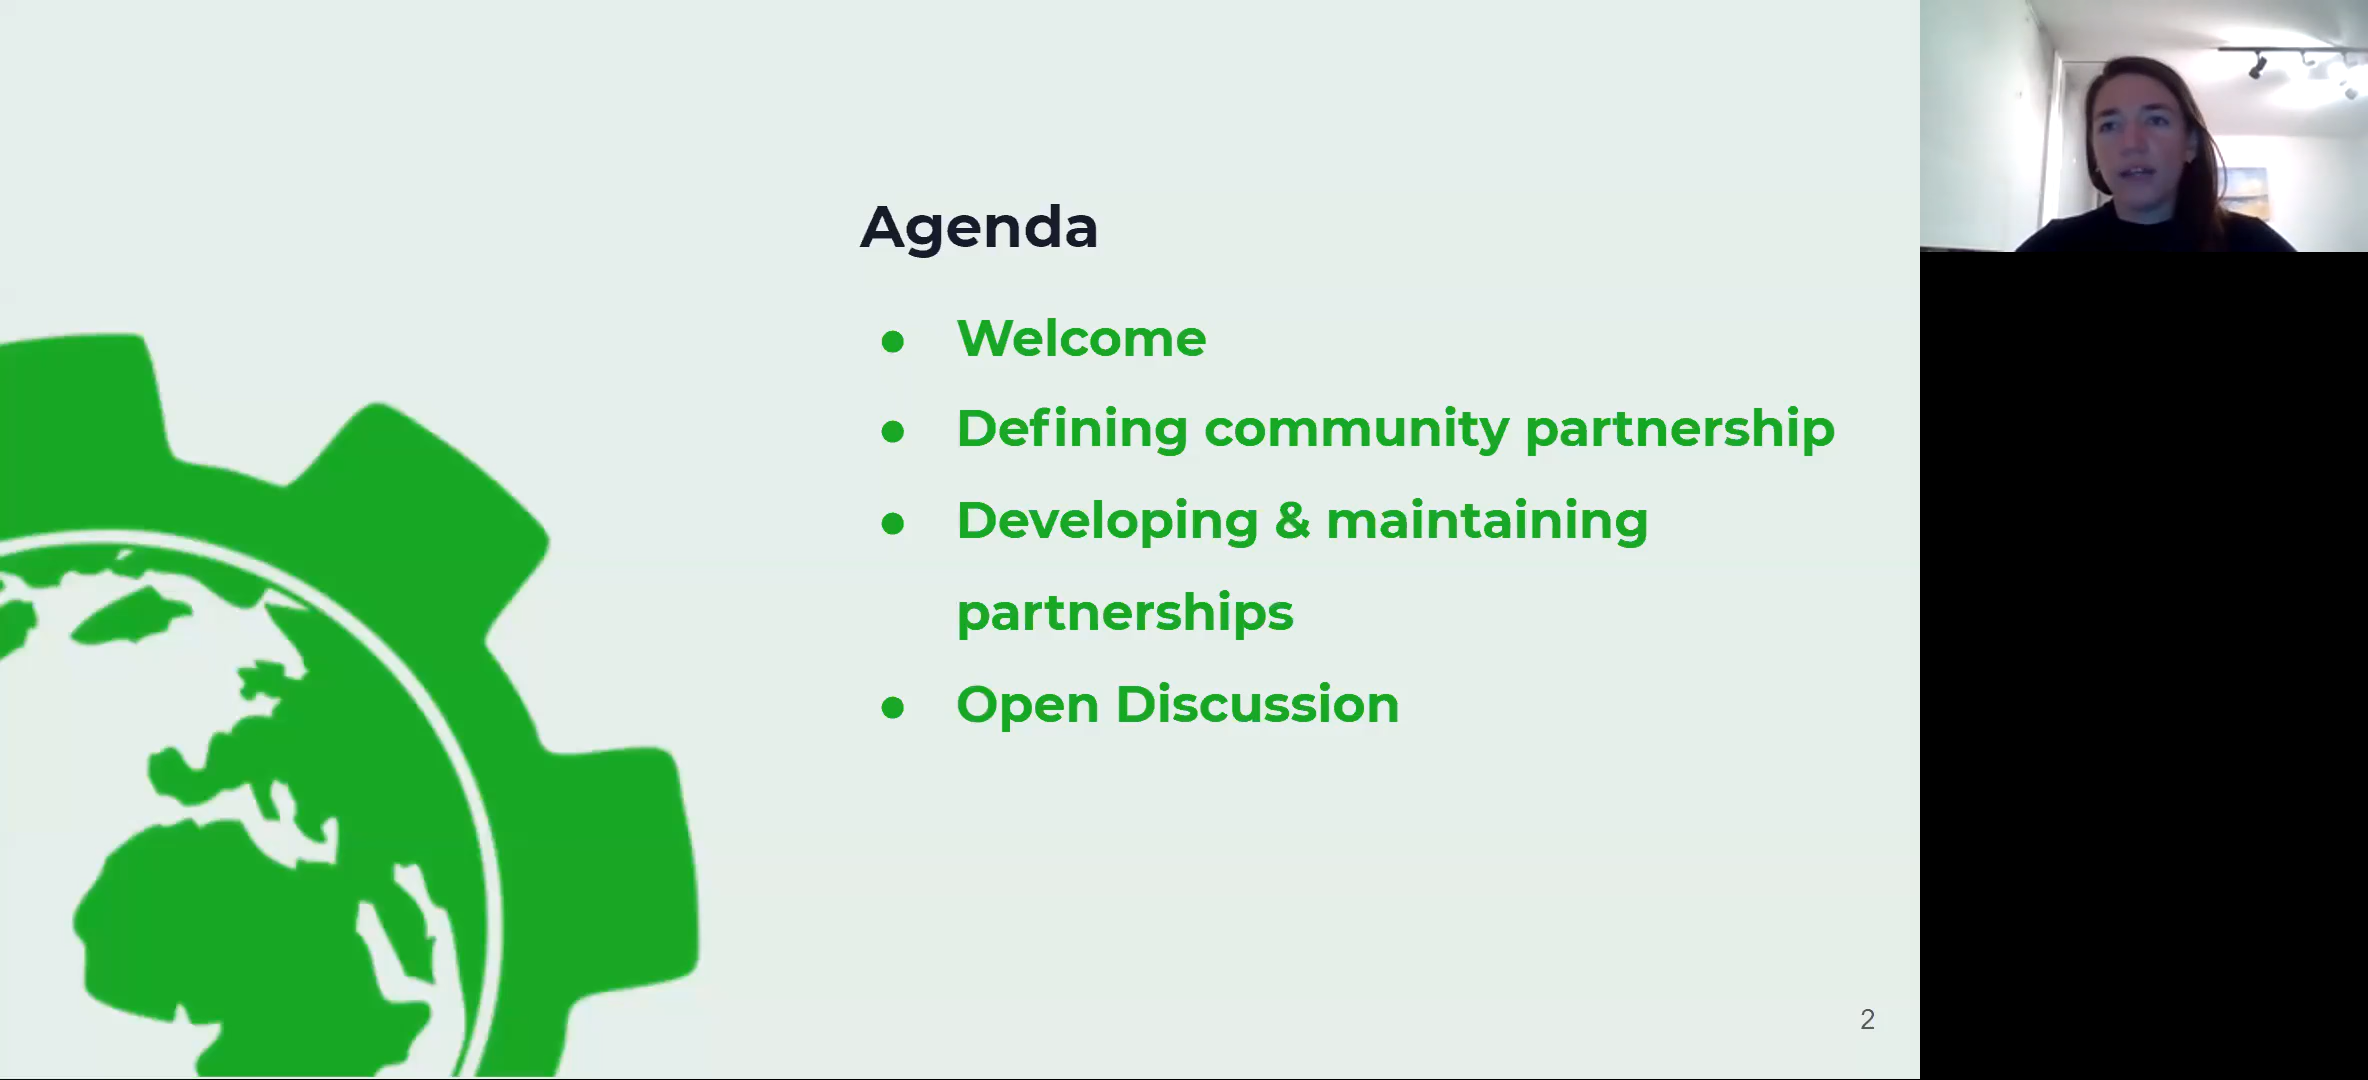 Agenda
● Welcome
● Defining community partnership
● Developing & maintaining
partnerships
● Open Discussion
2